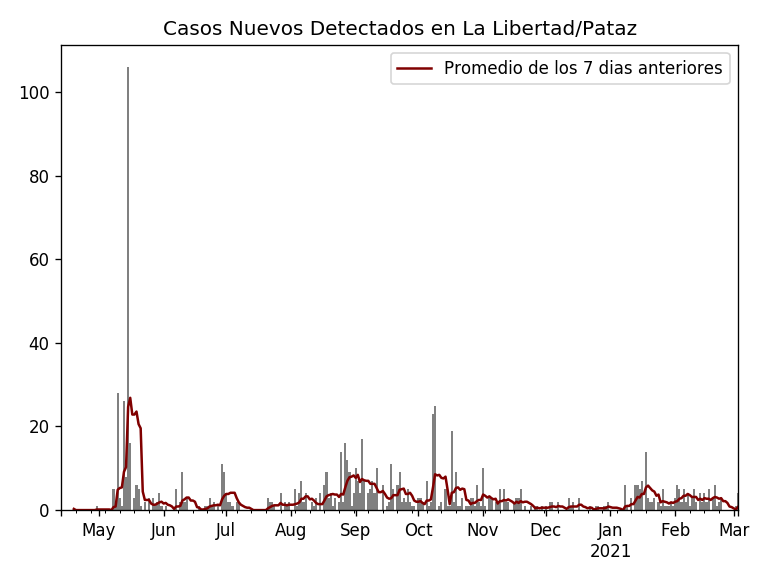 Casos Nuevos Detectados en La Libertad/Pataz
Promedio de los 7 dias anteriores
100
80
60
40
20
0
May Jun Jul Aug Sep Oct Nov Dec Jan Feb Mar
2021